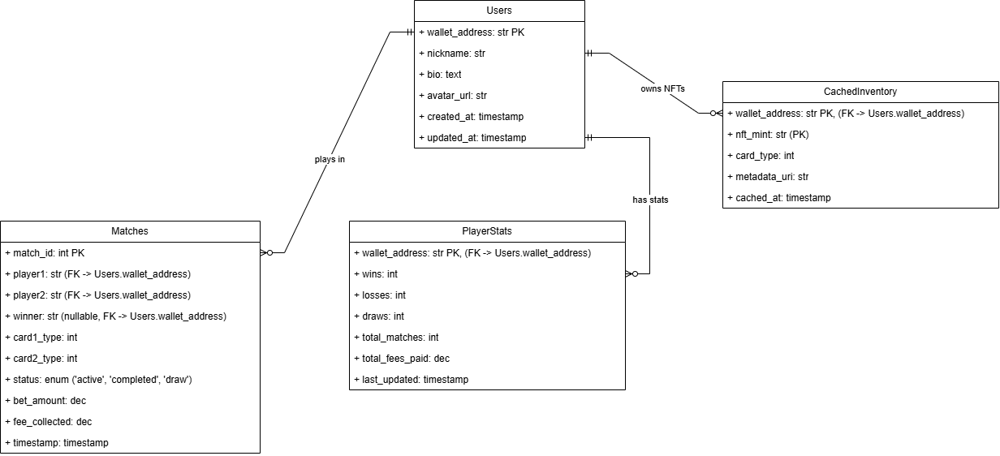 Users
+ wallet_address: str PK
+ nickname: str
+ bio: text
+ avatar_url: str
+ created_at: timestamp
+ updated_at: timestamp
owns NFTs
CachedInventory
+ wallet_address: str PK, (FK -> Users.wallet_address)
+ nft_mint: str (PK)
+ card_type: int
+ metadata_uri: str
+ cached_at: timestamp
plays in
has stats
Matches
+ match_id: int PK
+ player1: str (FK -> Users.wallet_address)
+ player2: str (FK -> Users.wallet_address)
+ winner: str (nullable, FK -> Users.wallet_address)
+ card1_type: int
+ card2_type: int
+ status: enum ('active', 'completed', 'draw')
+ bet_amount: dec
+ fee_collected: dec
+ timestamp: timestamp
PlayerStats
+ wallet_address: str PK, (FK -> Users.wallet_address)
+ wins: int
+ losses: int
+ draws: int
+ total_matches: int
+ total_fees_paid: dec
+ last_updated: timestamp